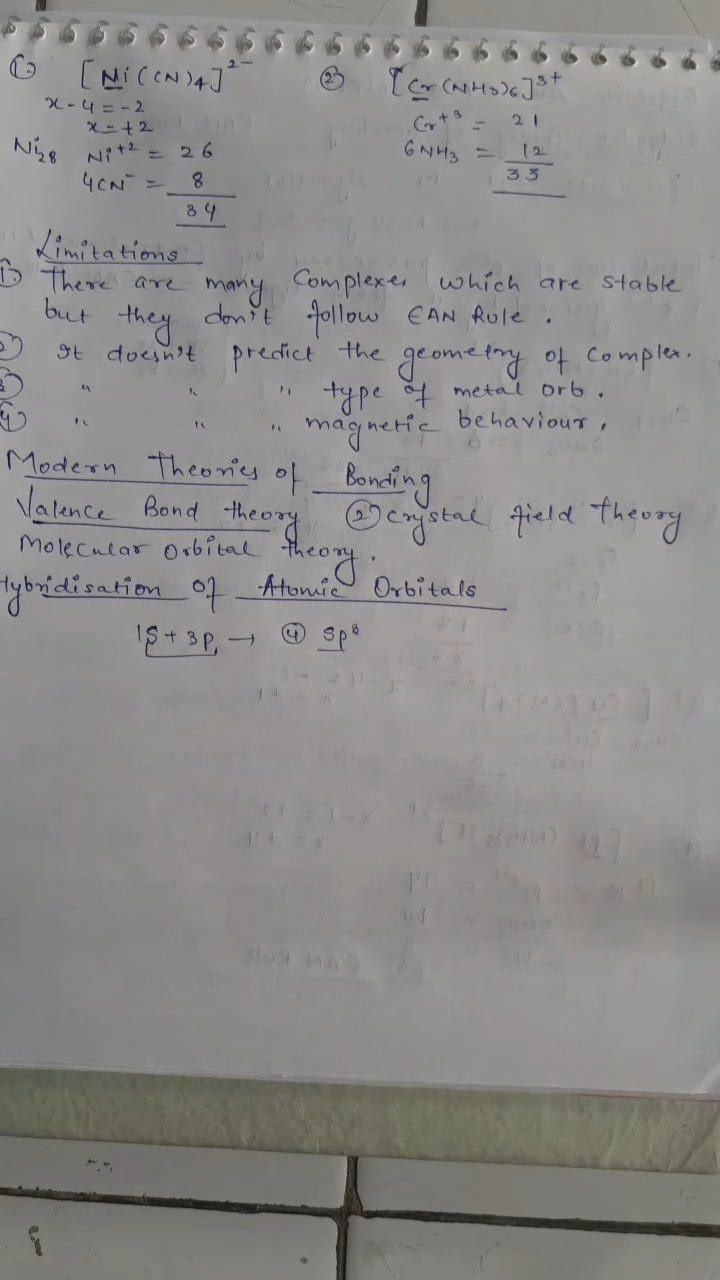 ① [Ni(CN)4]2- ② [Cr(NH3)6]3+
x-4=-2 Cr+3 = 21
x=+2 6NH3 = 12
Ni28 Ni+2 = 26 33
4CN- = 8
34
Limitations
① There are many Complexes which are stable
but they don't follow EAN Rule.
② It doesn't predict the geometry of Complex.
③ " " " type of metal orb.
④ " " " magnetic behaviour.
Modern Theories of Bonding
Valence Bond theory ② Crystal field Theory
Molecular Orbital theory.
Hybridisation of Atomic Orbitals
1S + 3P → ④ Sp3